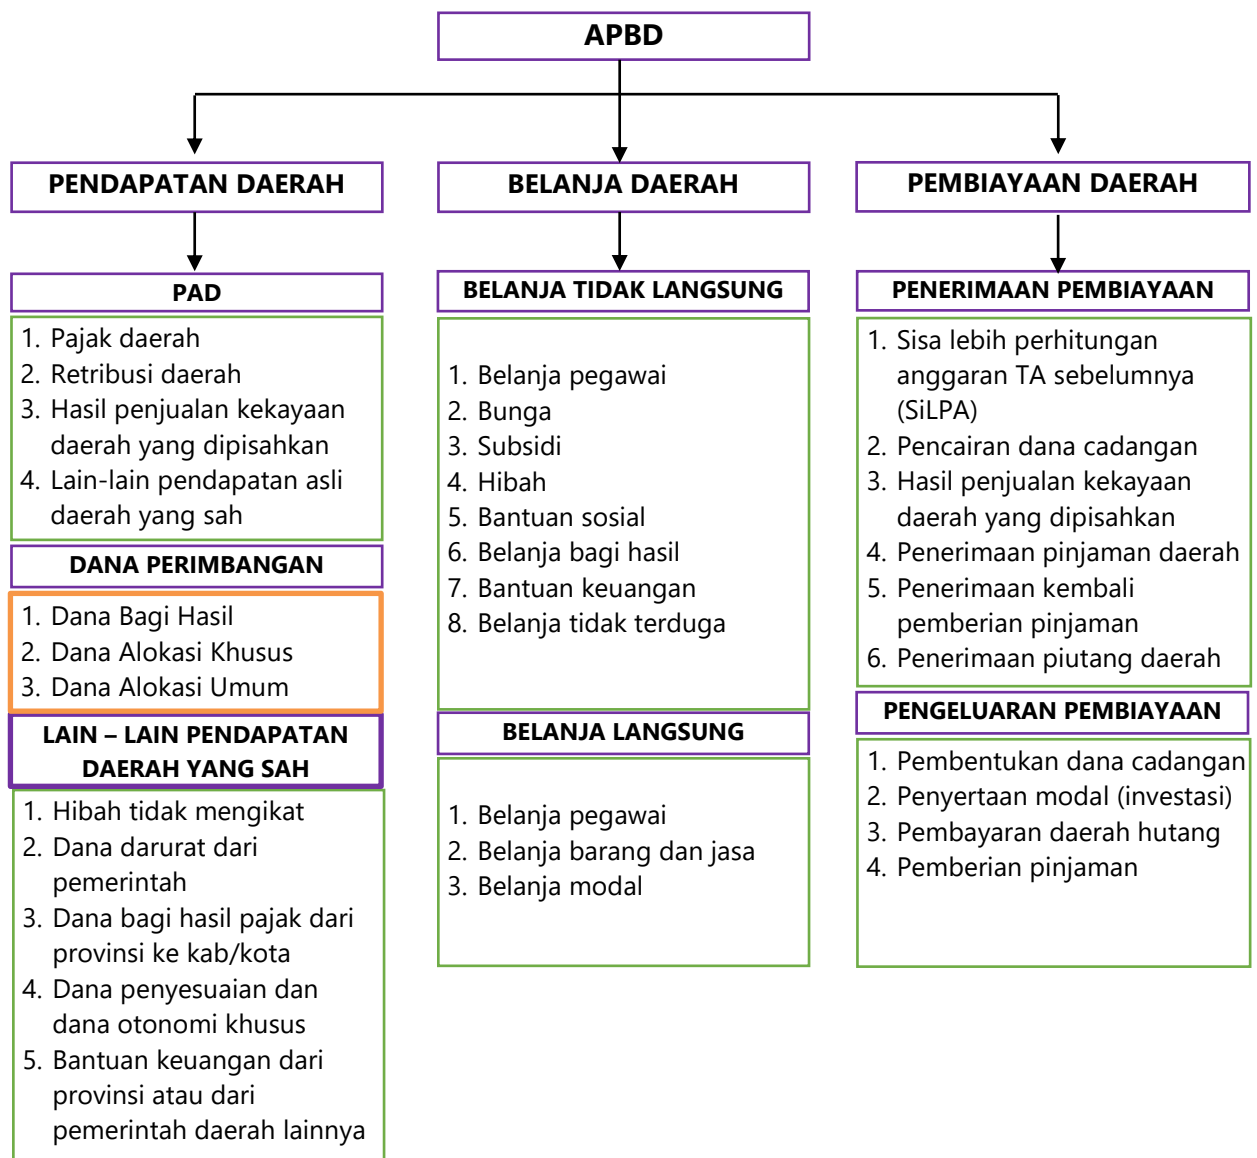 APBD
PENDAPATAN DAERAH
PAD
1. Pajak daerah
2. Retribusi daerah
3. Hasil penjualan kekayaan
daerah yang dipisahkan
4. Lain-lain pendapatan asli
daerah yang sah
DANA PERIMBANGAN
1. Dana Bagi Hasil
2. Dana Alokasi Khusus
3. Dana Alokasi Umum
LAIN – LAIN PENDAPATAN
DAERAH YANG SAH
1. Hibah tidak mengikat
2. Dana darurat dari
pemerintah
3. Dana bagi hasil pajak dari
provinsi ke kab/kota
4. Dana penyesuaian dan
dana otonomi khusus
5. Bantuan keuangan dari
provinsi atau dari
pemerintah daerah lainnya
BELANJA DAERAH
BELANJA TIDAK LANGSUNG
1. Belanja pegawai
2. Bunga
3. Subsidi
4. Hibah
5. Bantuan sosial
6. Belanja bagi hasil
7. Bantuan keuangan
8. Belanja tidak terduga
BELANJA LANGSUNG
1. Belanja pegawai
2. Belanja barang dan jasa
3. Belanja modal
PEMBIAYAAN DAERAH
PENERIMAAN PEMBIAYAAN
1. Sisa lebih perhitungan
anggaran TA sebelumnya
(SiLPA)
2. Pencairan dana cadangan
3. Hasil penjualan kekayaan
daerah yang dipisahkan
4. Penerimaan pinjaman daerah
5. Penerimaan kembali
pemberian pinjaman
6. Penerimaan piutang daerah
PENGELUARAN PEMBIAYAAN
1. Pembentukan dana cadangan
2. Penyertaan modal (investasi)
3. Pembayaran daerah hutang
4. Pemberian pinjaman